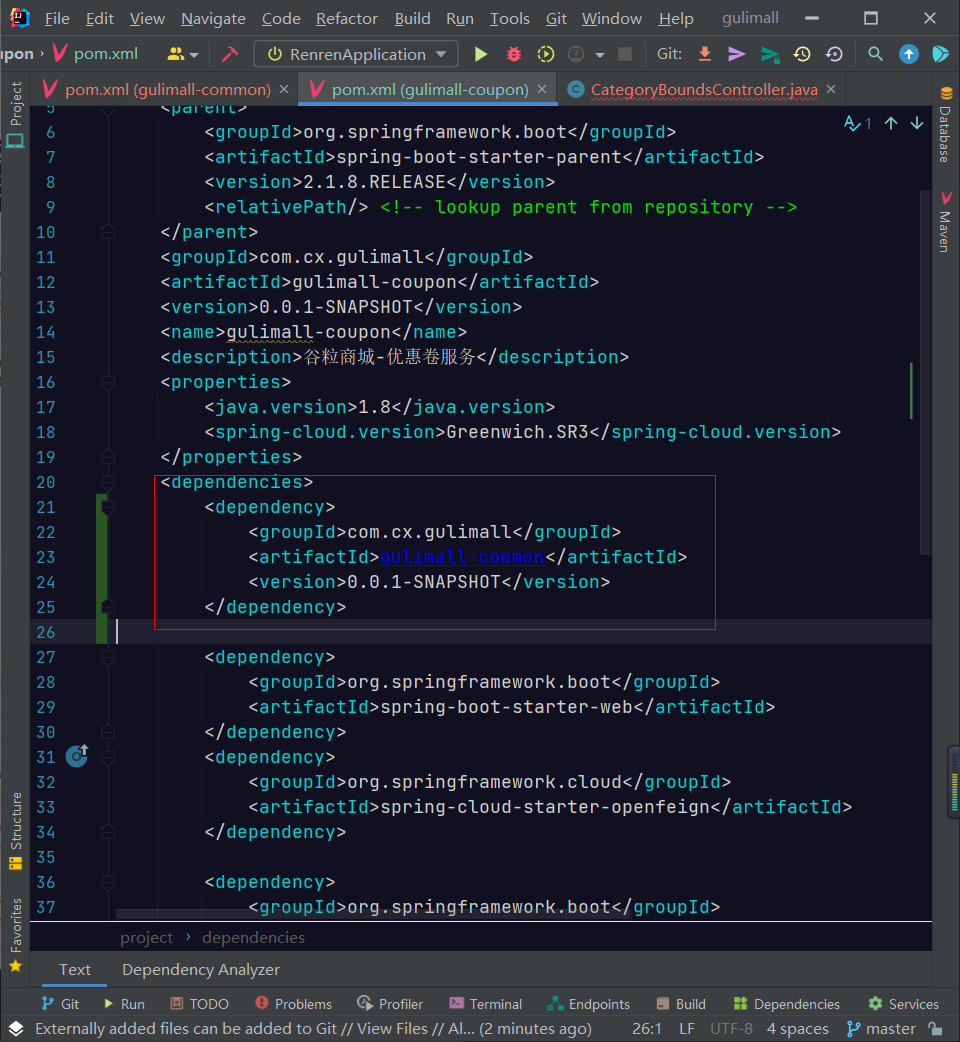 File Edit View Navigate Code Refactor Build Run Tools Git Window Help gulimall
pon pom.xml RenrenApplication Git:
pom.xml (gulimall-common) pom.xml (gulimall-coupon) CategoryBoundsController.java
Project
Structure
Favorites
Database
Maven
1
5 <parent>
6 <groupId>org.springframework.boot</groupId>
7 <artifactId>spring-boot-starter-parent</artifactId>
8 <version>2.1.8.RELEASE</version>
9 <relativePath/> <!-- lookup parent from repository -->
10 </parent>
11 <groupId>com.cx.gulimall</groupId>
12 <artifactId>gulimall-coupon</artifactId>
13 <version>0.0.1-SNAPSHOT</version>
14 <name>gulimall-coupon</name>
15 <description>谷粒商城-优惠卷服务</description>
16 <properties>
17 <java.version>1.8</java.version>
18 <spring-cloud.version>Greenwich.SR3</spring-cloud.version>
19 </properties>
20 <dependencies>
21 <dependency>
22 <groupId>com.cx.gulimall</groupId>
23 <artifactId>gulimall-common</artifactId>
24 <version>0.0.1-SNAPSHOT</version>
25 </dependency>
26
27 <dependency>
28 <groupId>org.springframework.boot</groupId>
29 <artifactId>spring-boot-starter-web</artifactId>
30 </dependency>
31 <dependency>
32 <groupId>org.springframework.cloud</groupId>
33 <artifactId>spring-cloud-starter-openfeign</artifactId>
34 </dependency>
35
36 <dependency>
37 <groupId>org.springframework.boot</groupId>
project › dependencies
Text Dependency Analyzer
Git Run TODO Problems Profiler Terminal Endpoints Build Dependencies Services
Externally added files can be added to Git // View Files // Al... (2 minutes ago) 26:1 LF UTF-8 4 spaces master